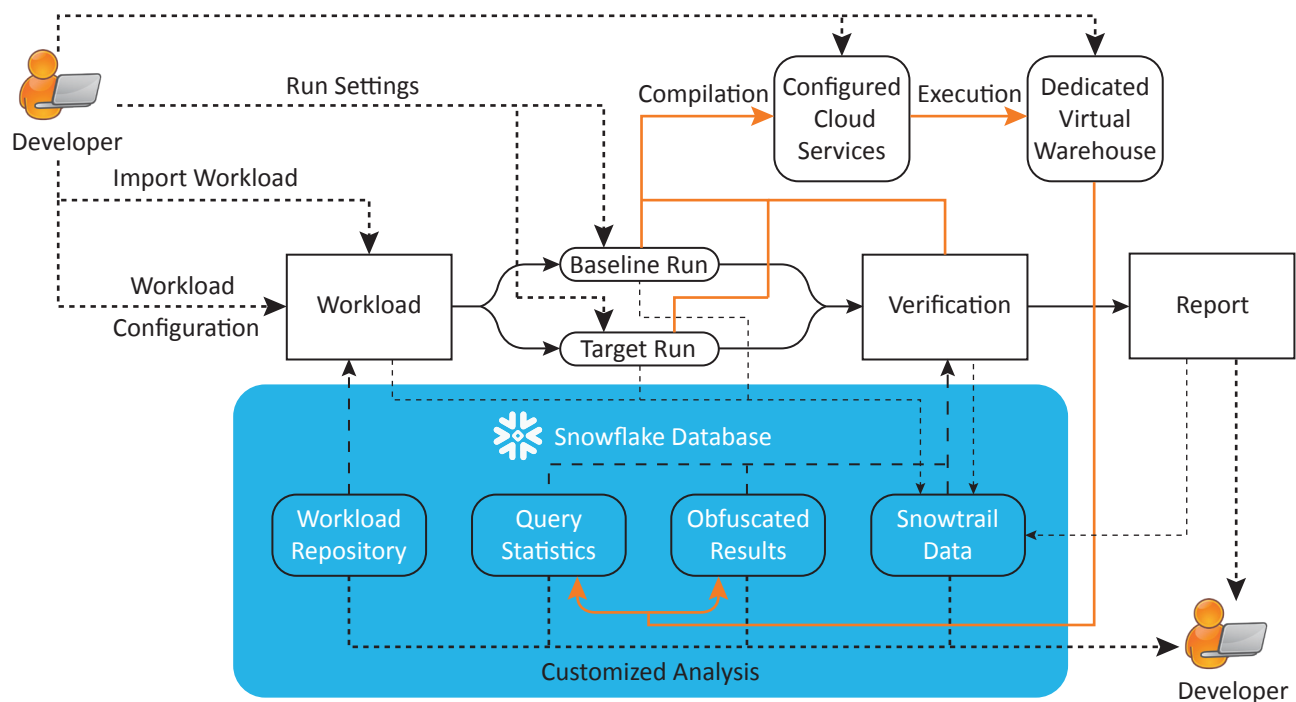 Developer
Run Settings
Import Workload
Workload
Configuration
Compilation
Configured
Cloud
Services
Execution
Dedicated
Virtual
Warehouse
Workload
Baseline Run
Target Run
Verification
Report
Snowflake Database
Workload
Repository
Query
Statistics
Obfuscated
Results
Snowtrail
Data
Customized Analysis
Developer